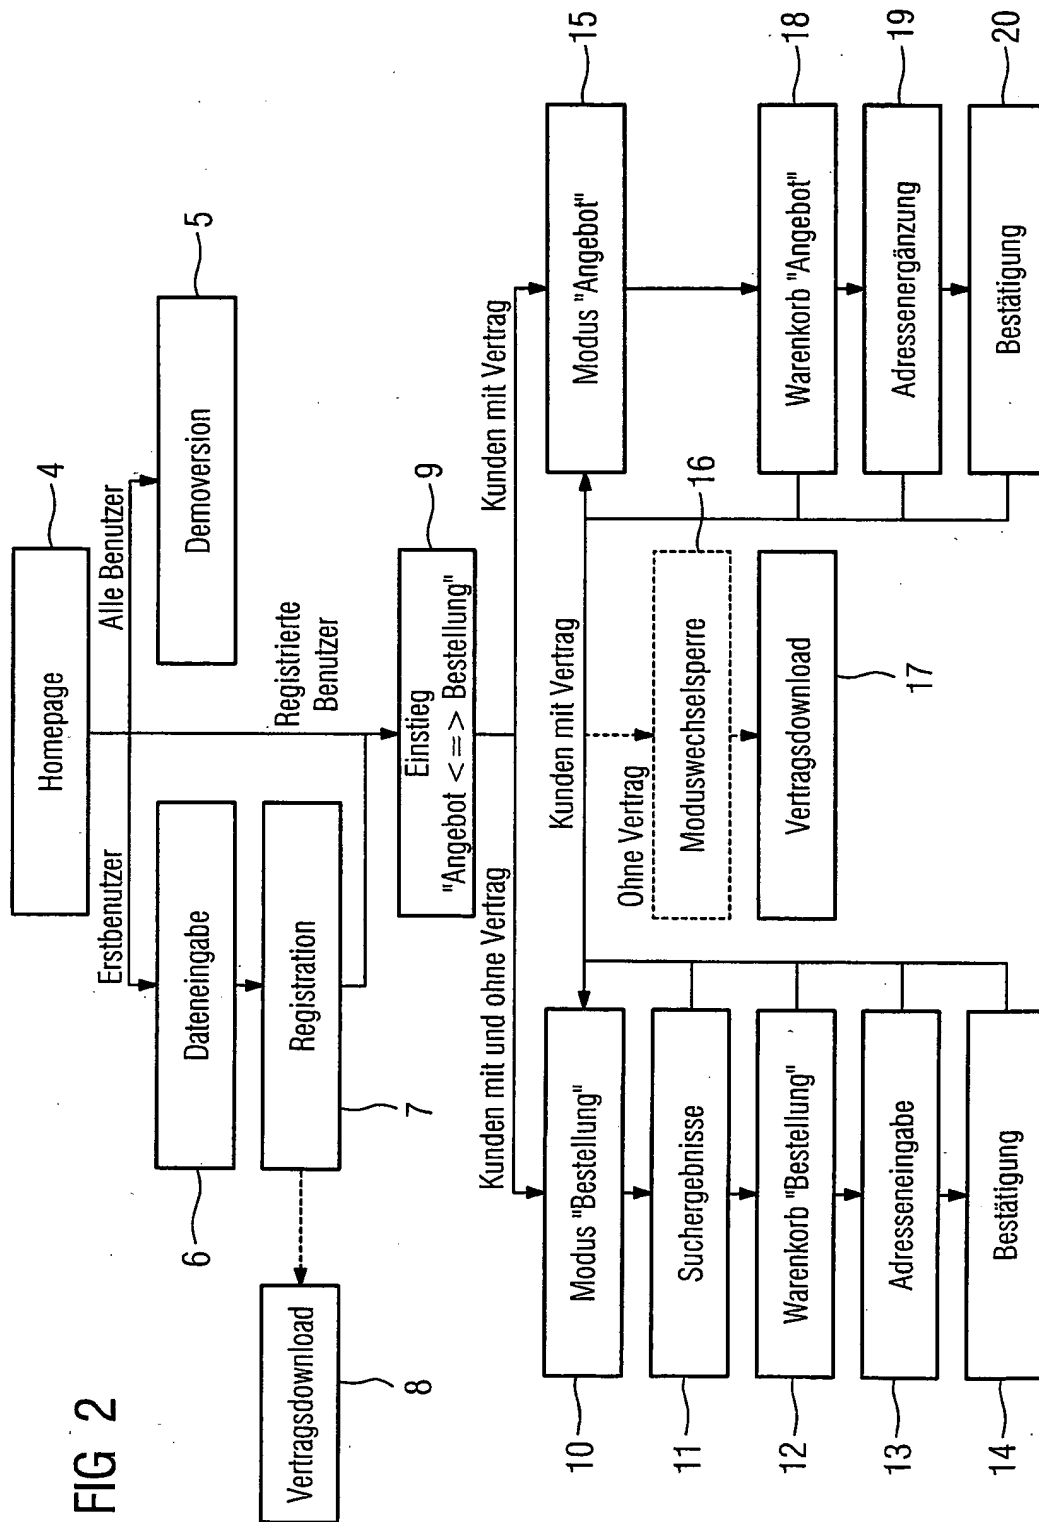 FIG 2
Homepage
4
Erstbenutzer
Alle Benutzer
Dateneingabe
6
Demoversion
5
Registration
7
Vertragsdownload
8
Registrierte
Benutzer
Einstieg
"Angebot <=> Bestellung"
9
Kunden mit und ohne Vertrag
Kunden mit Vertrag
Modus "Bestellung"
10
Kunden mit Vertrag
Modus "Angebot"
15
Suchergebnisse
11
Ohne Vertrag
Moduswechselsperre
16
Warenkorb "Bestellung"
12
Vertragsdownload
17
Warenkorb "Angebot"
18
Adresseneingabe
13
Adressenergänzung
19
Bestätigung
14
Bestätigung
20